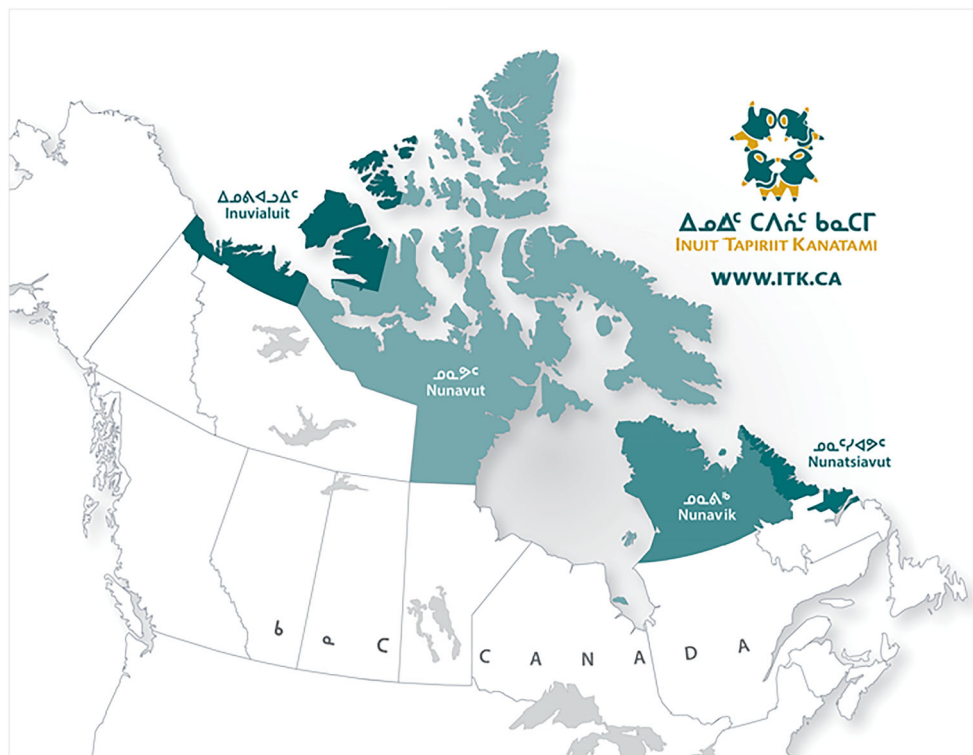 ᐃᓄᕕᐊᓗᐃᑦ
Inuvialuit
ᐃᓄᐃᑦ ᑕᐱᕇᑦ ᑲᓇᑕᒥ
INUIT TAPIRIIT KANATAMI
WWW.ITK.CA
ᓄᓇᕗᑦ
Nunavut
ᓄᓇᑦᓯᐊᕗᑦ
Nunatsiavut
ᓄᓇᕕᒃ
Nunavik
ᑲ ᓇ ᑕ
C A N A D A